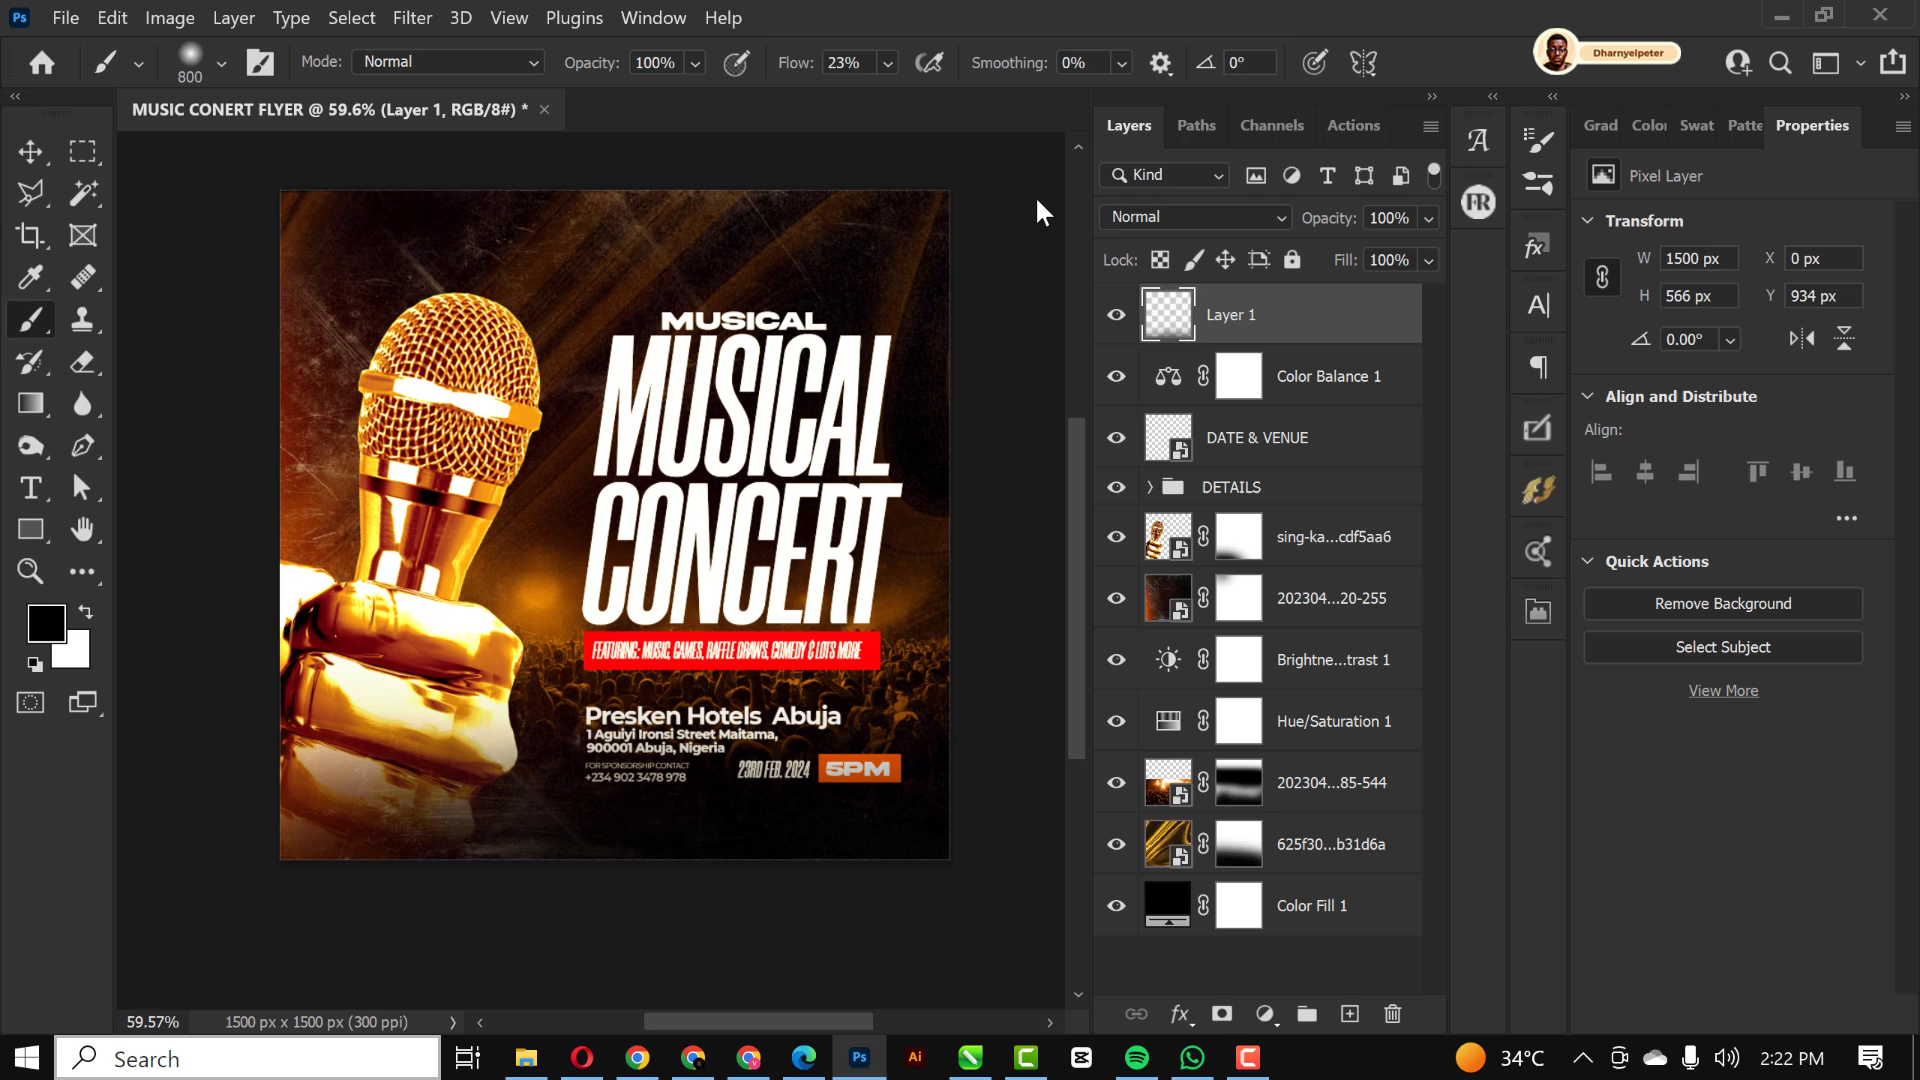 Ps File Edit Image Layer Type Select Filter 3D View Plugins Window Help
800 Mode: Normal Opacity: 100% Flow: 23% Smoothing: 0% 0° Dharnyelpeter
MUSIC CONERT FLYER @ 59.6% (Layer 1, RGB/8#) *
MUSICAL
MUSICAL
CONCERT
FEATURING: MUSIC, GAMES, RAFFLE DRAWS, COMEDY & LOTS MORE
Presken Hotels Abuja
1 Aguiyi Ironsi Street Maitama,
900001 Abuja, Nigeria
FOR SPONSORSHIP CONTACT
+234 902 3478 978
23RD FEB. 2024
5PM
Layers Paths Channels Actions
Kind
Normal Opacity: 100%
Lock: Fill: 100%
Layer 1
Color Balance 1
DATE & VENUE
DETAILS
sing-ka...cdf5aa6
202304...20-255
Brightne...trast 1
Hue/Saturation 1
202304...85-544
625f30...b31d6a
Color Fill 1
FR
Grad Color Swat Patte Properties
Pixel Layer
Transform
W 1500 px X 0 px
H 566 px Y 934 px
0.00°
Align and Distribute
Align:
Quick Actions
Remove Background
Select Subject
View More
59.57% 1500 px x 1500 px (300 ppi)
Search
Ps Ai
34°C 2:22 PM